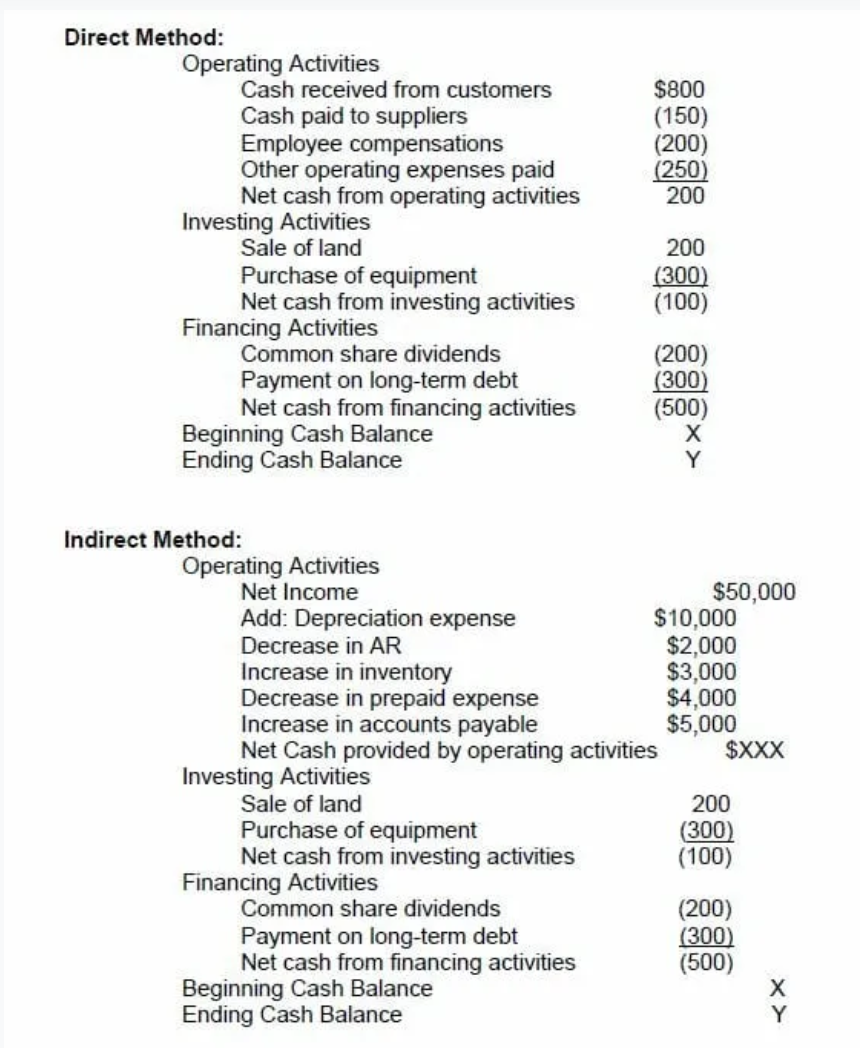 Direct Method:
Operating Activities
Cash received from customers $800
Cash paid to suppliers (150)
Employee compensations (200)
Other operating expenses paid (250)
Net cash from operating activities 200
Investing Activities
Sale of land 200
Purchase of equipment (300)
Net cash from investing activities (100)
Financing Activities
Common share dividends (200)
Payment on long-term debt (300)
Net cash from financing activities (500)
Beginning Cash Balance X
Ending Cash Balance Y
Indirect Method:
Operating Activities
Net Income $50,000
Add: Depreciation expense $10,000
Decrease in AR $2,000
Increase in inventory $3,000
Decrease in prepaid expense $4,000
Increase in accounts payable $5,000
Net Cash provided by operating activities $XXX
Investing Activities
Sale of land 200
Purchase of equipment (300)
Net cash from investing activities (100)
Financing Activities
Common share dividends (200)
Payment on long-term debt (300)
Net cash from financing activities (500)
Beginning Cash Balance X
Ending Cash Balance Y